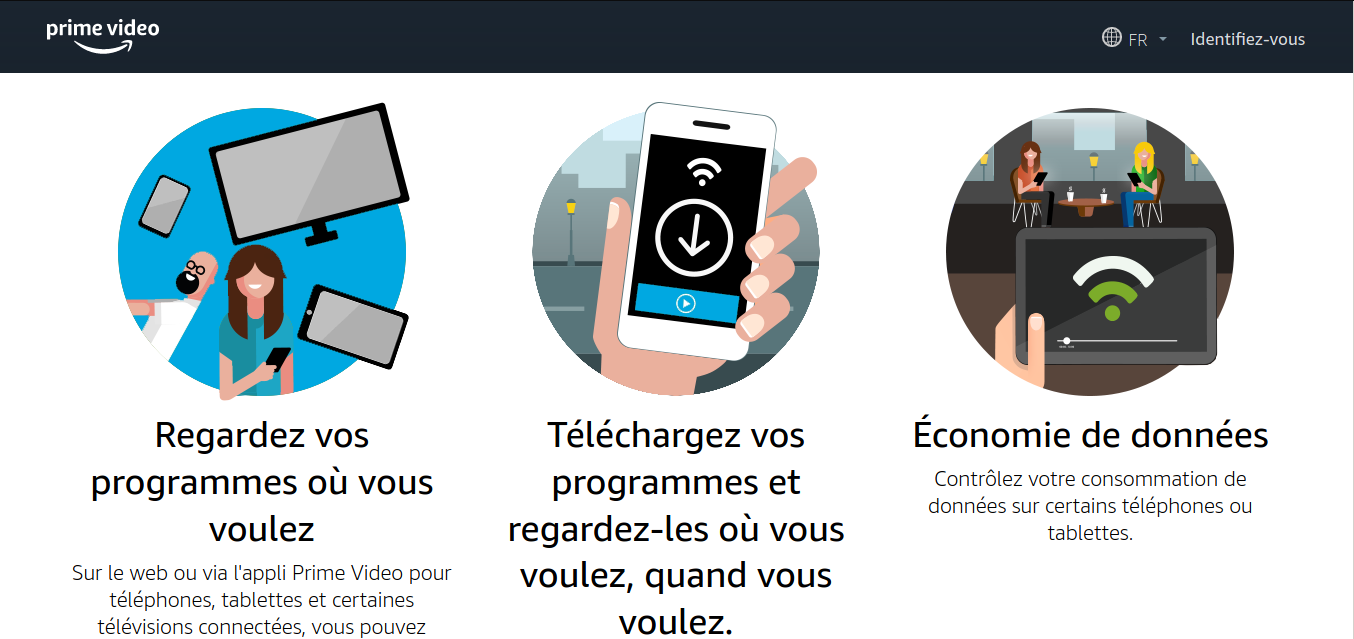 prime video
FR
Identifiez-vous
Regardez vos
programmes où vous
voulez
Sur le web ou via l'appli Prime Video pour
téléphones, tablettes et certaines
télévisions connectées, vous pouvez
Téléchargez vos
programmes et
regardez-les où vous
voulez, quand vous
voulez.
Économie de données
Contrôlez votre consommation de
données sur certains téléphones ou
tablettes.